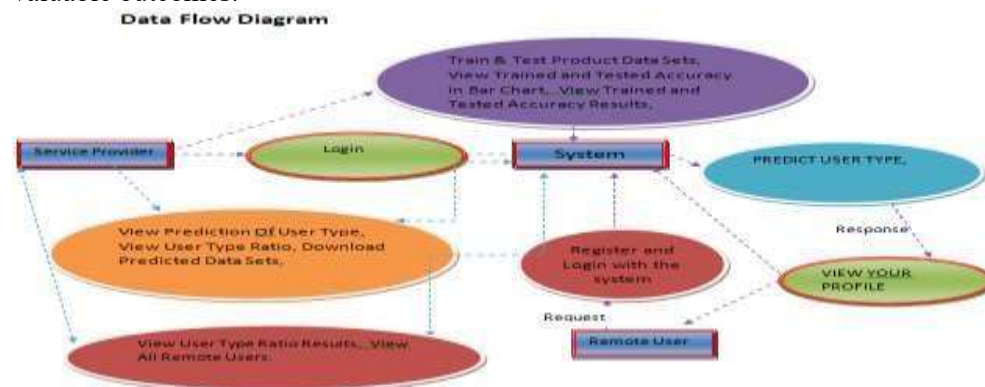 valuable outcomes.
Data Flow Diagram
Train & Test Product Data Sets,
View Trained and Tested Accuracy
in Bar Chart, View Trained and
Tested Accuracy Results,
Service Provider
Login
System
PREDICT USER TYPE,
View Prediction Of User Type,
View User Type Ratio, Download
Predicted Data Sets,
Register and
Login with the
system
Response
VIEW YOUR
PROFILE
Request
Remote User
View User Type Ratio Results, View
All Remote Users.